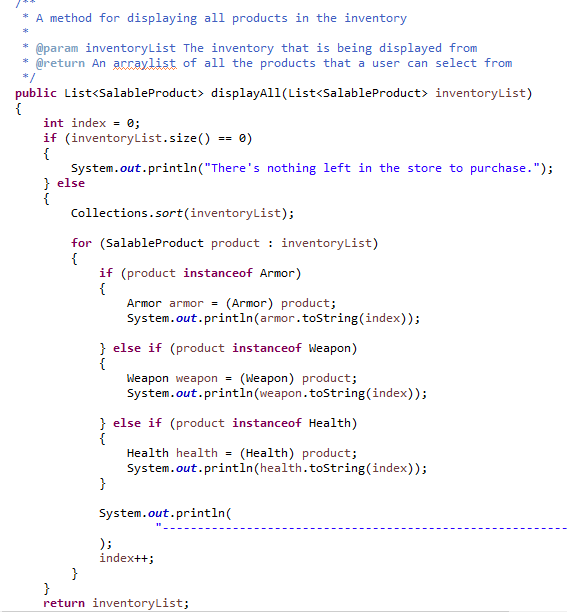 /**
 * A method for displaying all products in the inventory
 *
 * @param inventoryList The inventory that is being displayed from
 * @return An arraylist of all the products that a user can select from
 */
public List<SalableProduct> displayAll(List<SalableProduct> inventoryList)
{
    int index = 0;
    if (inventoryList.size() == 0)
    {
        System.out.println("There's nothing left in the store to purchase.");
    } else
    {
        Collections.sort(inventoryList);

        for (SalableProduct product : inventoryList)
        {
            if (product instanceof Armor)
            {
                Armor armor = (Armor) product;
                System.out.println(armor.toString(index));

            } else if (product instanceof Weapon)
            {
                Weapon weapon = (Weapon) product;
                System.out.println(weapon.toString(index));

            } else if (product instanceof Health)
            {
                Health health = (Health) product;
                System.out.println(health.toString(index));
            }

            System.out.println(
                    "----------------------------------------------------------
            );
            index++;
        }
    }
    return inventoryList;